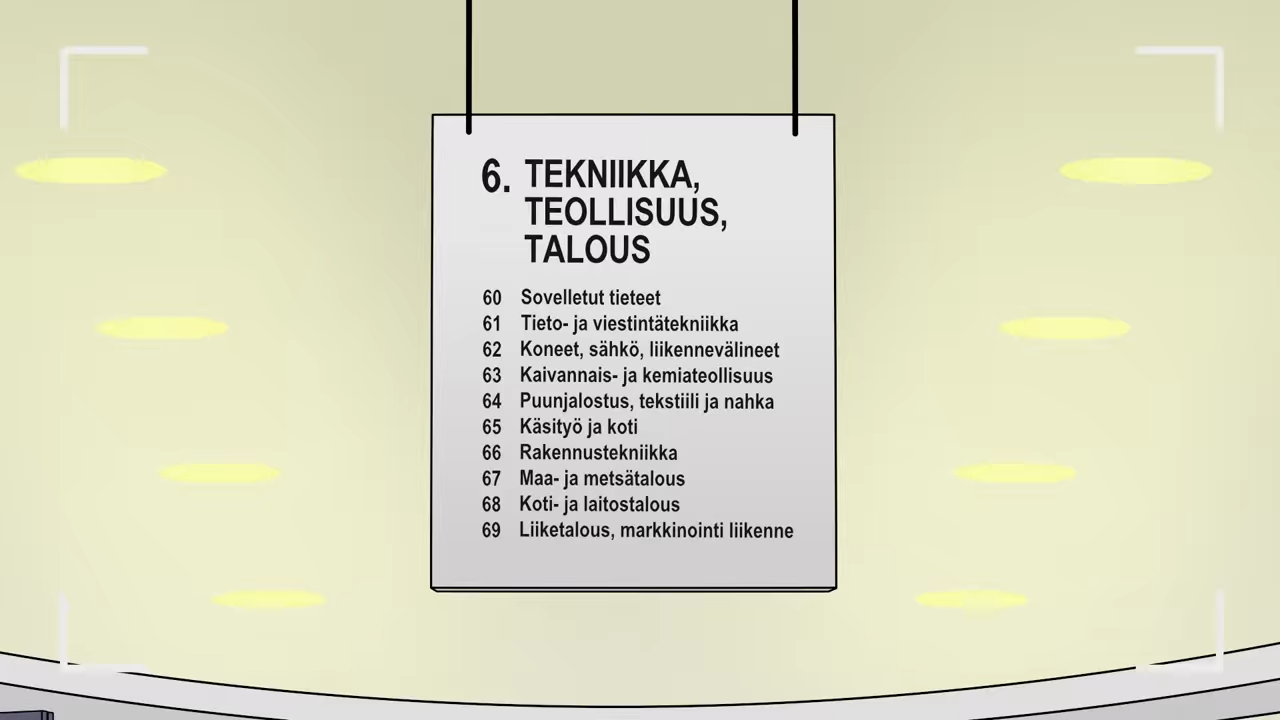 6. TEKNIIKKA,
TEOLLISUUS,
TALOUS
60 Sovelletut tieteet
61 Tieto- ja viestintätekniikka
62 Koneet, sähkö, liikennevälineet
63 Kaivannais- ja kemiateollisuus
64 Puunjalostus, tekstiili ja nahka
65 Käsityö ja koti
66 Rakennustekniikka
67 Maa- ja metsätalous
68 Koti- ja laitostalous
69 Liiketalous, markkinointi liikenne